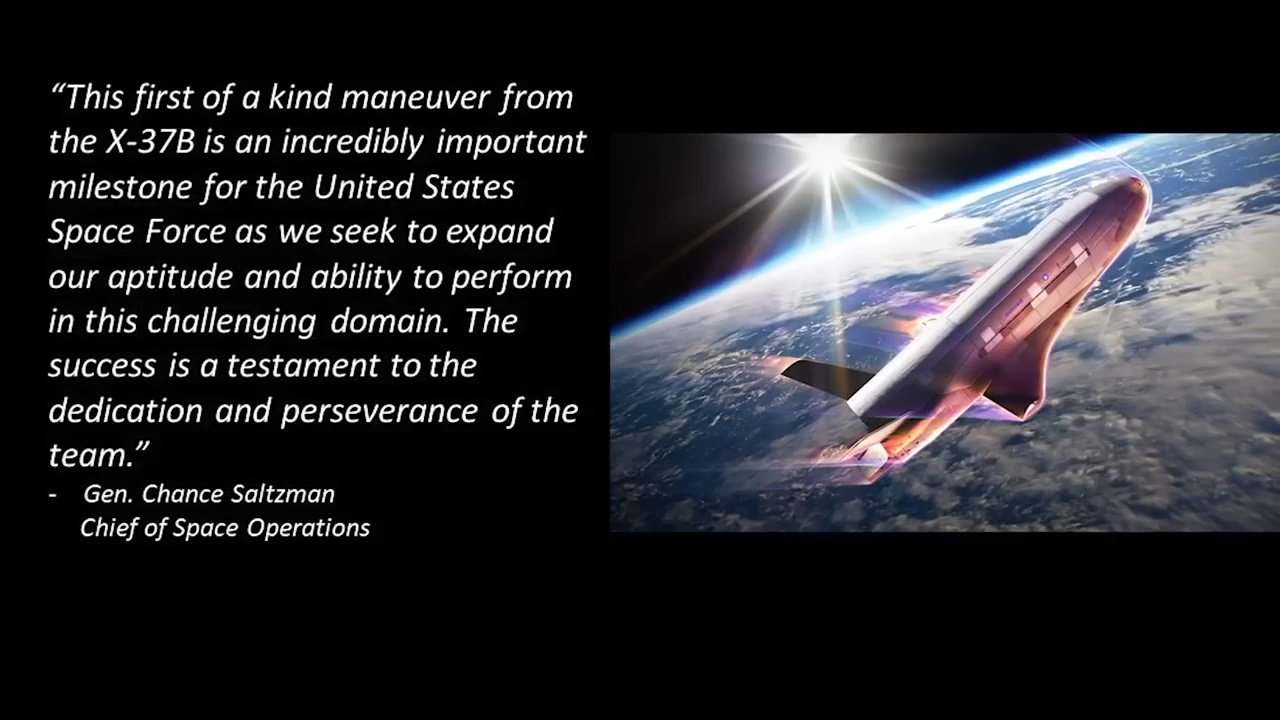 “This first of a kind maneuver from
the X-37B is an incredibly important
milestone for the United States
Space Force as we seek to expand
our aptitude and ability to perform
in this challenging domain. The
success is a testament to the
dedication and perseverance of the
team.”
- Gen. Chance Saltzman
Chief of Space Operations